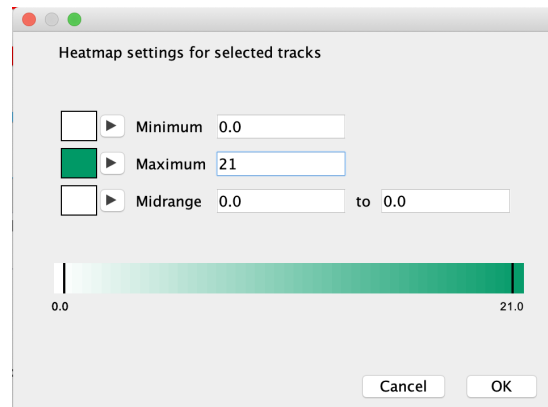 Heatmap settings for selected tracks
Minimum 0.0
Maximum 21
Midrange 0.0 to 0.0
0.0 21.0
Cancel OK